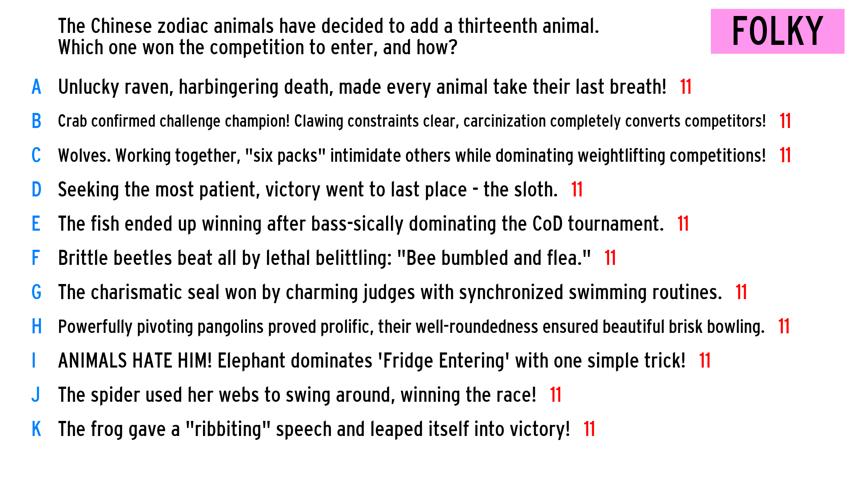 The Chinese zodiac animals have decided to add a thirteenth animal.
Which one won the competition to enter, and how?
FOLKY
A Unlucky raven, harbingering death, made every animal take their last breath! 11
B Crab confirmed challenge champion! Clawing constraints clear, carcinization completely converts competitors! 11
C Wolves. Working together, "six packs" intimidate others while dominating weightlifting competitions! 11
D Seeking the most patient, victory went to last place - the sloth. 11
E The fish ended up winning after bass-sically dominating the CoD tournament. 11
F Brittle beetles beat all by lethal belittling: "Bee bumbled and flea." 11
G The charismatic seal won by charming judges with synchronized swimming routines. 11
H Powerfully pivoting pangolins proved prolific, their well-roundedness ensured beautiful brisk bowling. 11
I ANIMALS HATE HIM! Elephant dominates 'Fridge Entering' with one simple trick! 11
J The spider used her webs to swing around, winning the race! 11
K The frog gave a "ribbiting" speech and leaped itself into victory! 11